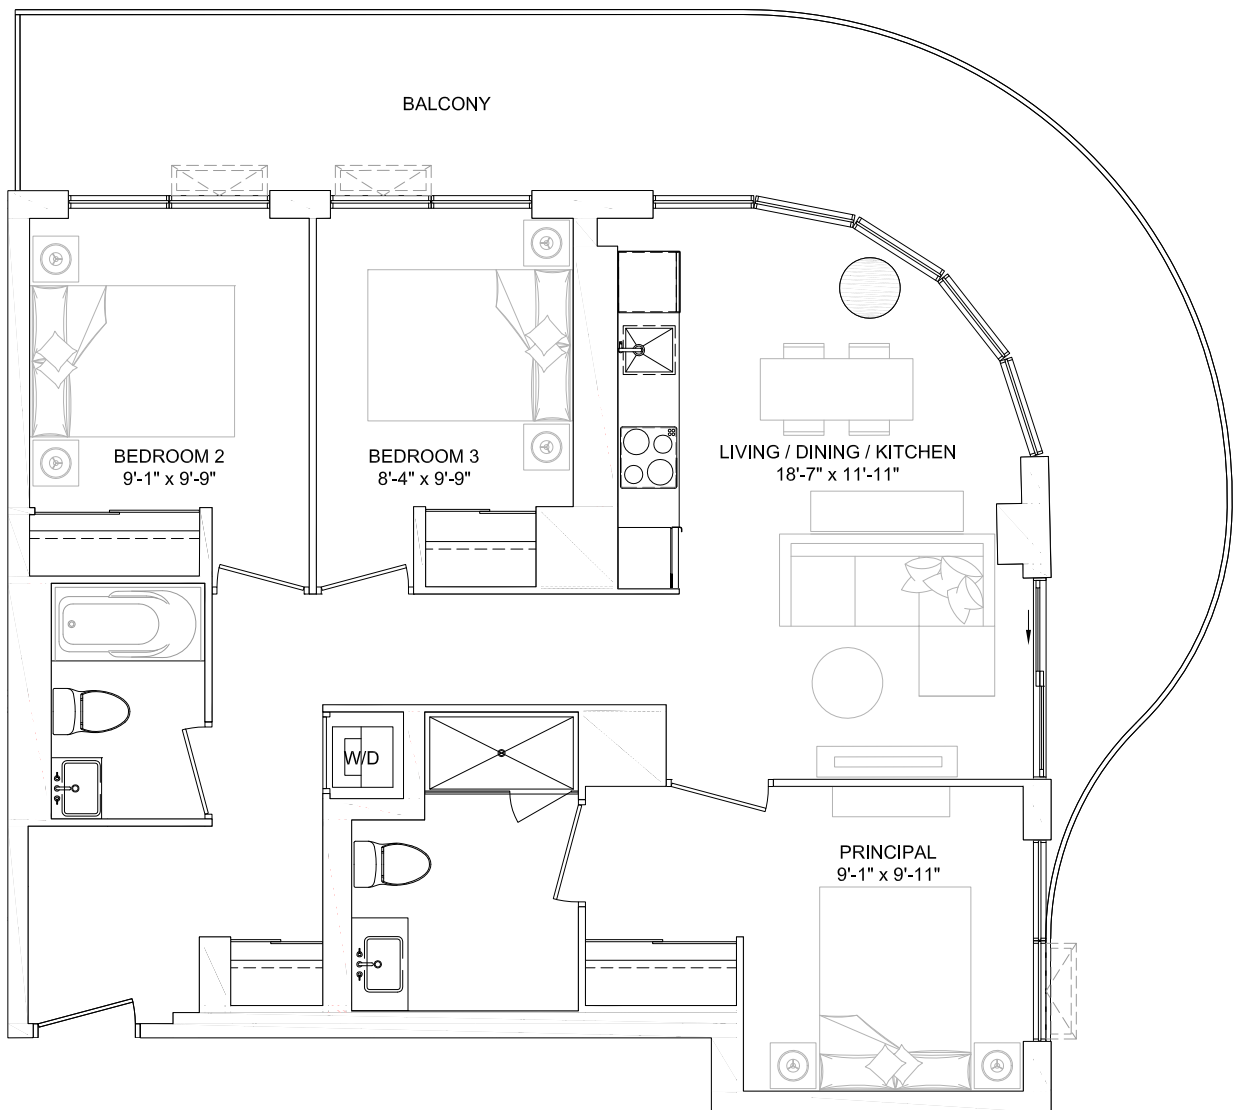 BALCONY
BEDROOM 2
9'-1" x 9'-9"
BEDROOM 3
8'-4" x 9'-9"
LIVING / DINING / KITCHEN
18'-7" x 11'-11"
W/D
PRINCIPAL
9'-1" x 9'-11"